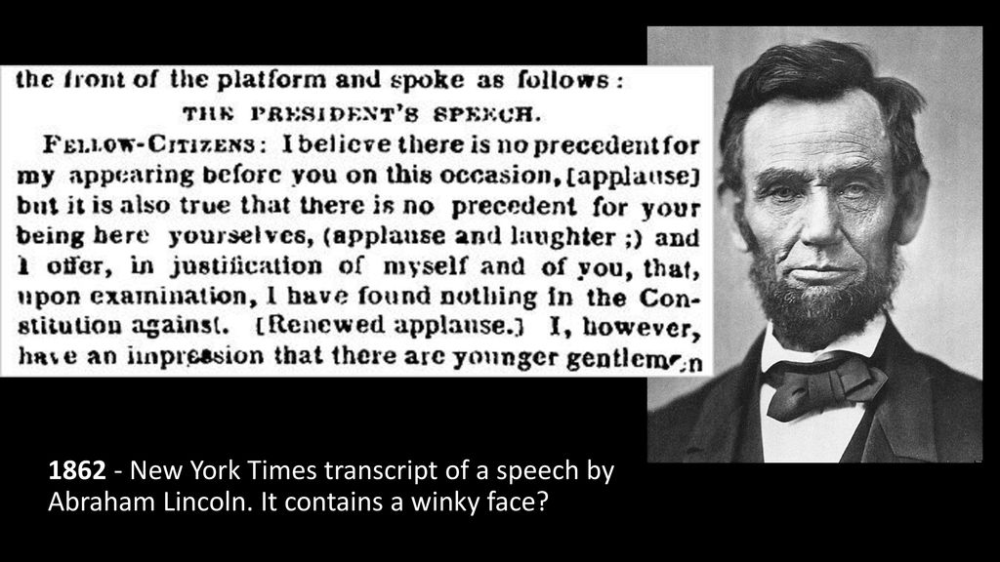 the front of the platform and spoke as follows :
THE PRESIDENT'S SPEECH.
FELLOW-CITIZENS: I believe there is no precedent for
my appearing before you on this occasion, [applause]
but it is also true that there is no precedent for your
being here yourselves, (applause and laughter ;) and
I offer, in justification of myself and of you, that,
upon examination, I have found nothing in the Con-
stitution against. [Renewed applause.] I, however,
have an impression that there are younger gentlemen
1862 - New York Times transcript of a speech by
Abraham Lincoln. It contains a winky face?